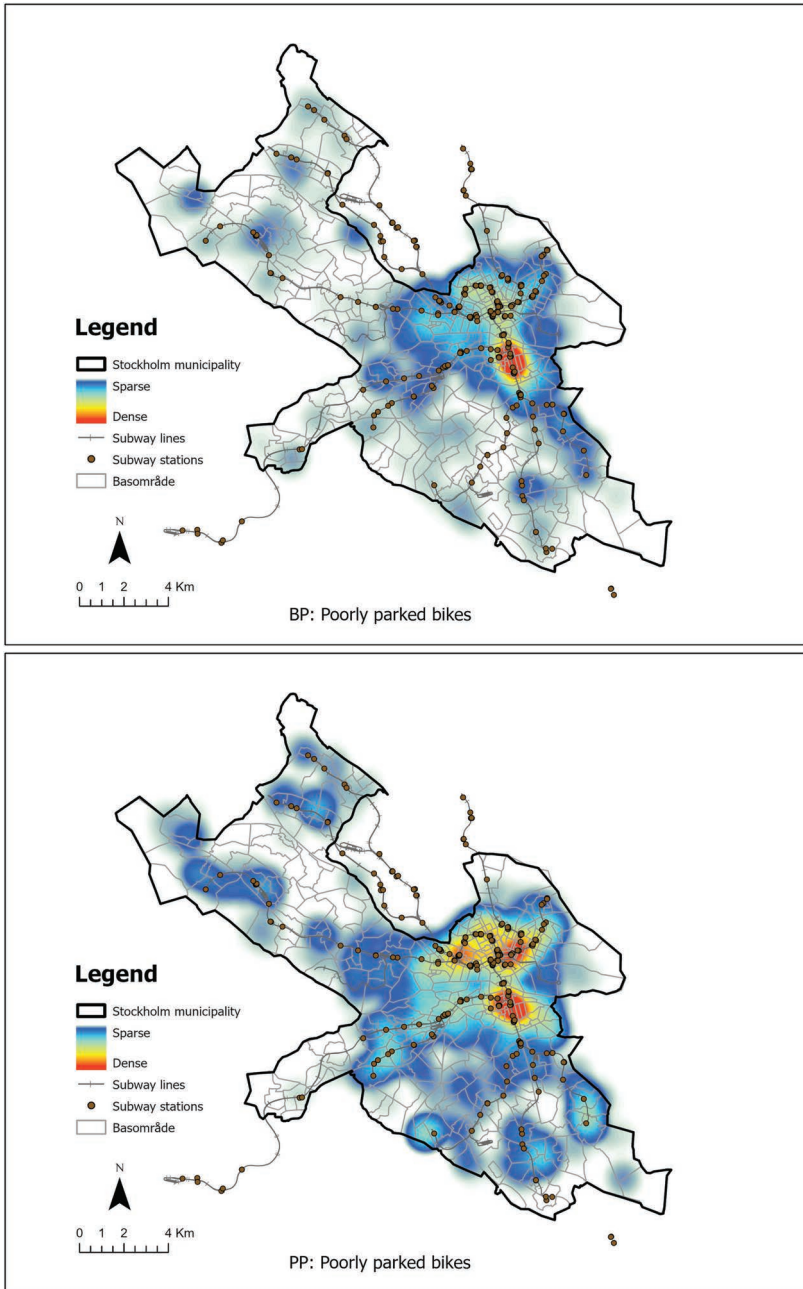 Legend
Stockholm municipality
Sparse
Dense
Subway lines
Subway stations
Basområde
N
0 1 2 4 Km
BP: Poorly parked bikes
Legend
Stockholm municipality
Sparse
Dense
Subway lines
Subway stations
Basområde
N
0 1 2 4 Km
PP: Poorly parked bikes